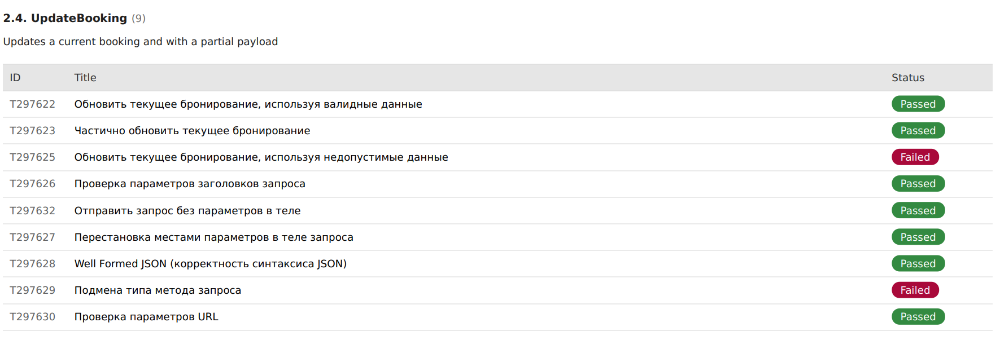 2.4. UpdateBooking (9)
Updates a current booking and with a partial payload
ID Title Status
T297622 Обновить текущее бронирование, используя валидные данные Passed
T297623 Частично обновить текущее бронирование Passed
T297625 Обновить текущее бронирование, используя недопустимые данные Failed
T297626 Проверка параметров заголовков запроса Passed
T297632 Отправить запрос без параметров в теле Passed
T297627 Перестановка местами параметров в теле запроса Passed
T297628 Well Formed JSON (корректность синтаксиса JSON) Passed
T297629 Подмена типа метода запроса Failed
T297630 Проверка параметров URL Passed